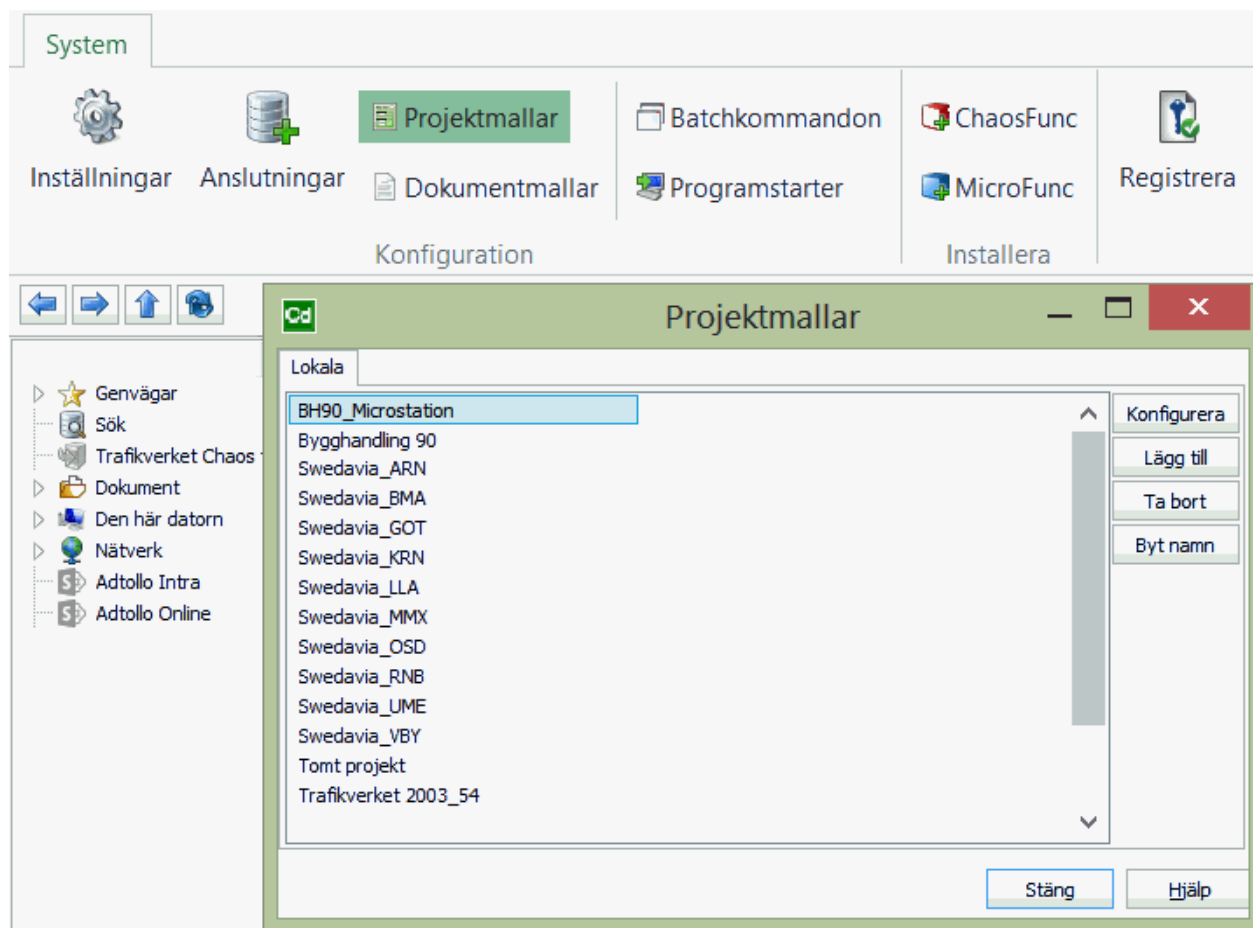 System
Inställningar
Anslutningar
Projektmallar
Dokumentmallar
Batchkommandon
Programstarter
ChaosFunc
MicroFunc
Registrera
Konfiguration
Installera
Cd
Projektmallar
Genvägar
Sök
Trafikverket Chaos
Dokument
Den här datorn
Nätverk
Adtollo Intra
Adtollo Online
Lokala
BH90_Microstation
Bygghandling 90
Swedavia_ARN
Swedavia_BMA
Swedavia_GOT
Swedavia_KRN
Swedavia_LLA
Swedavia_MMX
Swedavia_OSD
Swedavia_RNB
Swedavia_UME
Swedavia_VBY
Tomt projekt
Trafikverket 2003_54
Konfigurera
Lägg till
Ta bort
Byt namn
Stäng
Hjälp